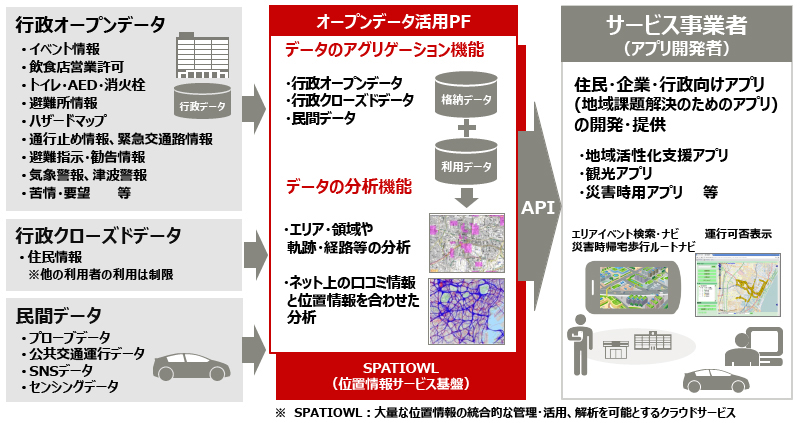 行政オープンデータ
・イベント情報
・飲食店営業許可
・トイレ・AED・消火栓
・避難所情報
・ハザードマップ
・通行止め情報、緊急交通路情報
・避難指示・勧告情報
・気象警報、津波警報
・苦情・要望　等
行政データ
行政クローズドデータ
・住民情報
※他の利用者の利用は制限
民間データ
・プローブデータ
・公共交通運行データ
・SNSデータ
・センシングデータ
オープンデータ活用PF
データのアグリゲーション機能
・行政オープンデータ
・行政クローズドデータ
・民間データ
格納データ
利用データ
データの分析機能
・エリア・領域や
軌跡・経路等の分析
・ネット上の口コミ情報
と位置情報を合わせた
分析
SPATIOWL
（位置情報サービス基盤）
API
サービス事業者
（アプリ開発者）
住民・企業・行政向けアプリ
(地域課題解決のためのアプリ)
の開発・提供
・地域活性化支援アプリ
・観光アプリ
・災害時用アプリ　等
エリアイベント検索・ナビ
災害時帰宅歩行ルートナビ
運行可否表示
※ SPATIOWL：大量な位置情報の統合的な管理・活用、解析を可能とするクラウドサービス